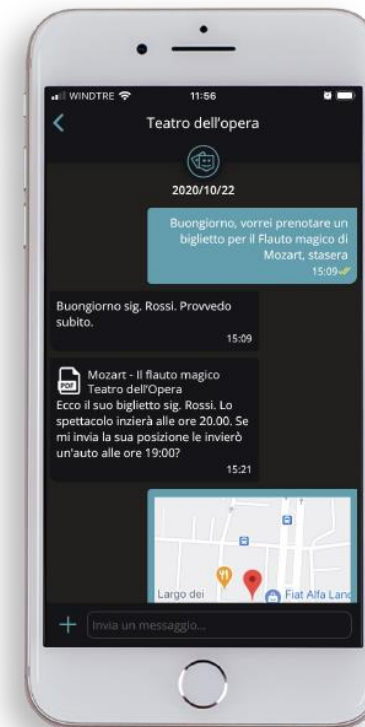 WINDTRE 11:56
Teatro dell'opera
2020/10/22
Buongiorno, vorrei prenotare un
biglietto per il Flauto magico di
Mozart, stasera
15:09
Buongiorno sig. Rossi. Provvedo
subito.
15:09
PDF
Mozart - Il flauto magico
Teatro dell'Opera
Ecco il suo biglietto sig. Rossi. Lo
spettacolo inzierà alle ore 20.00. Se
mi invia la sua posizione le invierò
un'auto alle ore 19:00?
15:21
Largo dei
Fiat Alfa Lanc
Invia un messaggio...